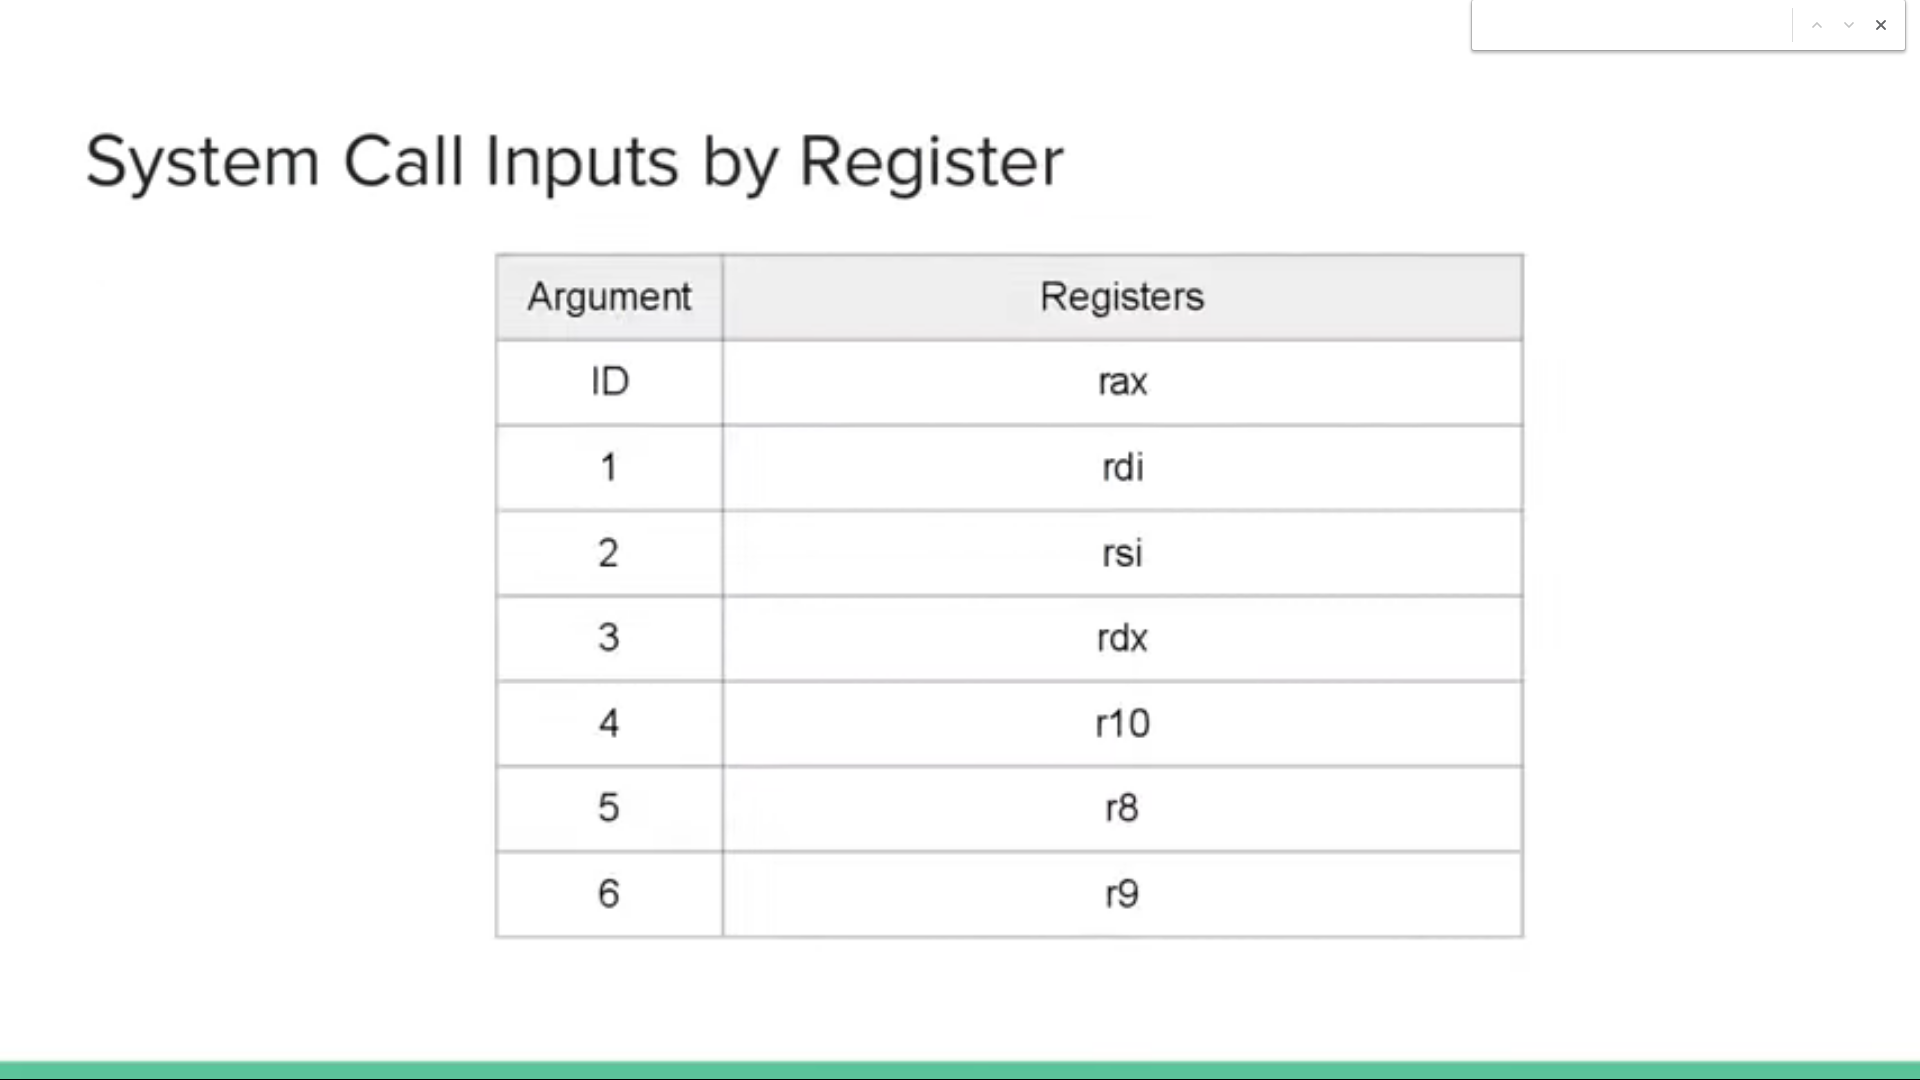 System Call Inputs by Register
Argument Registers
ID rax
1 rdi
2 rsi
3 rdx
4 r10
5 r8
6 r9